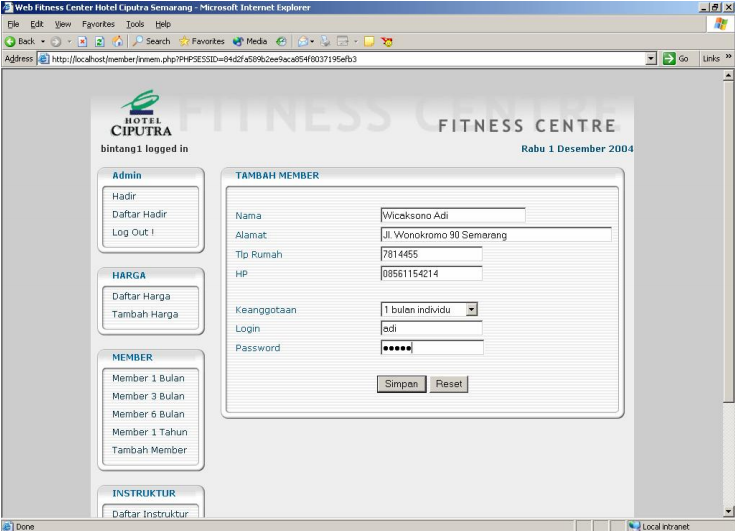 Web Fitness Center Hotel Ciputra Semarang - Microsoft Internet Explorer
File Edit View Favorites Tools Help
Back Search Favorites Media
Address http://localhost/member/inmem.php?PHPSESSID=84d2fa589b2ee9aca854f8037195efb3 Go Links »
FITNESS CENTRE
HOTEL
CIPUTRA
FITNESS CENTRE
bintang1 logged in
Rabu 1 Desember 2004
Admin
Hadir
Daftar Hadir
Log Out !
HARGA
Daftar Harga
Tambah Harga
MEMBER
Member 1 Bulan
Member 3 Bulan
Member 6 Bulan
Member 1 Tahun
Tambah Member
INSTRUKTUR
Daftar Instruktur
TAMBAH MEMBER
Nama Wicaksono Adi
Alamat Jl. Wonokromo 90 Semarang
Tlp Rumah 7814455
HP 08561154214
Keanggotaan 1 bulan individu
Login adi
Password ●●●●●
Simpan Reset
Done Local intranet